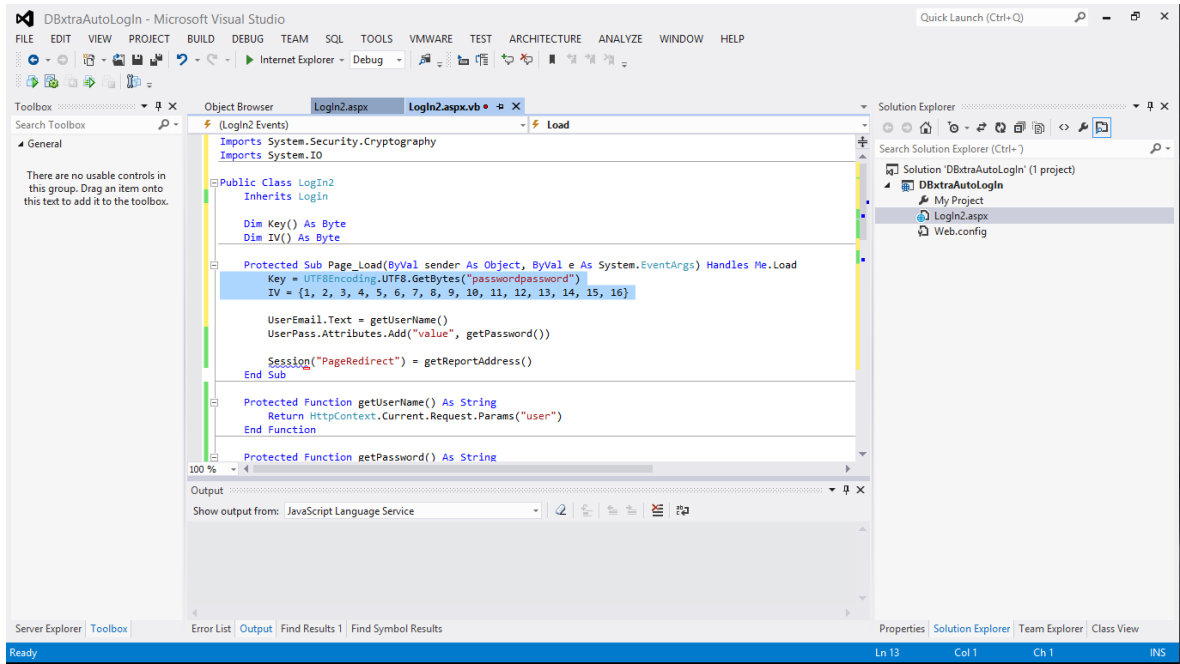 DBxtraAutoLogIn - Microsoft Visual Studio
Quick Launch (Ctrl+Q)
FILE EDIT VIEW PROJECT BUILD DEBUG TEAM SQL TOOLS VMWARE TEST ARCHITECTURE ANALYZE WINDOW HELP
Internet Explorer Debug
Toolbox
Search Toolbox
General
There are no usable controls in
this group. Drag an item onto
this text to add it to the toolbox.
Object Browser LogIn2.aspx LogIn2.aspx.vb
(LogIn2 Events) Load
Imports System.Security.Cryptography
Imports System.IO
Public Class LogIn2
Inherits Login
Dim Key() As Byte
Dim IV() As Byte
Protected Sub Page_Load(ByVal sender As Object, ByVal e As System.EventArgs) Handles Me.Load
Key = UTF8Encoding.UTF8.GetBytes("passwordpassword")
IV = {1, 2, 3, 4, 5, 6, 7, 8, 9, 10, 11, 12, 13, 14, 15, 16}
UserEmail.Text = getUserName()
UserPass.Attributes.Add("value", getPassword())
Session("PageRedirect") = getReportAddress()
End Sub
Protected Function getUserName() As String
Return HttpContext.Current.Request.Params("user")
End Function
Protected Function getPassword() As String
100 %
Output
Show output from: JavaScript Language Service
Solution Explorer
Search Solution Explorer (Ctrl+¨)
Solution 'DBxtraAutoLogIn' (1 project)
DBxtraAutoLogIn
My Project
LogIn2.aspx
Web.config
Server Explorer Toolbox
Error List Output Find Results 1 Find Symbol Results
Properties Solution Explorer Team Explorer Class View
Ready Ln 13 Col 1 Ch 1 INS